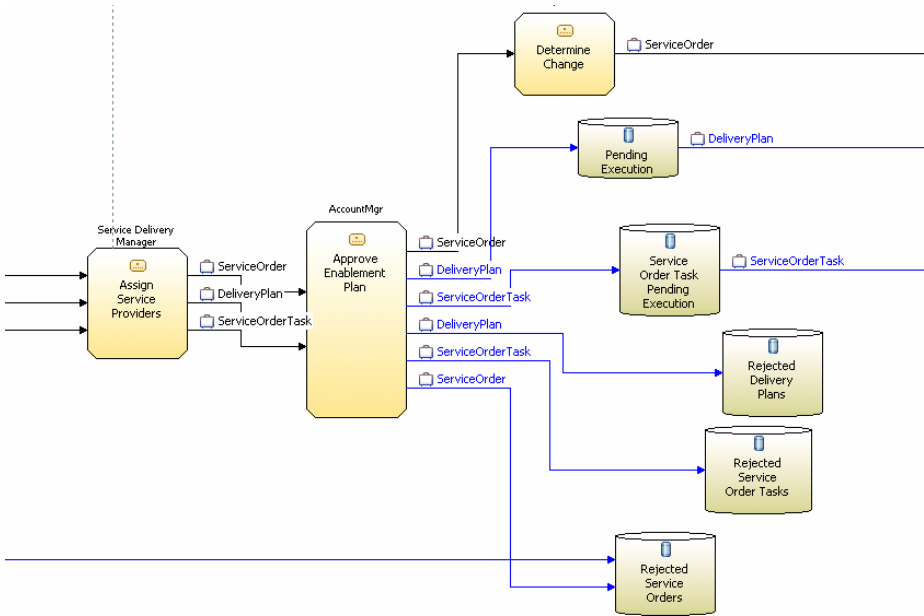 Determine
Change
ServiceOrder
Pending
Execution
DeliveryPlan
Service Delivery
Manager
Assign
Service
Providers
ServiceOrder
DeliveryPlan
ServiceOrderTask
AccountMgr
Approve
Enablement
Plan
ServiceOrder
DeliveryPlan
ServiceOrderTask
DeliveryPlan
ServiceOrderTask
ServiceOrder
Service
Order Task
Pending
Execution
ServiceOrderTask
Rejected
Delivery
Plans
Rejected
Service
Order Tasks
Rejected
Service
Orders